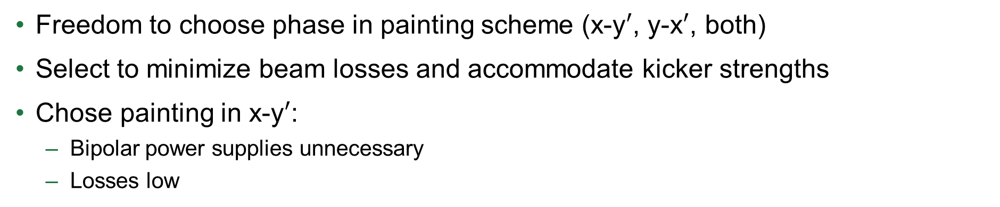 • Freedom to choose phase in painting scheme (x-y′, y-x′, both)
• Select to minimize beam losses and accommodate kicker strengths
• Chose painting in x-y′:
– Bipolar power supplies unnecessary
– Losses low